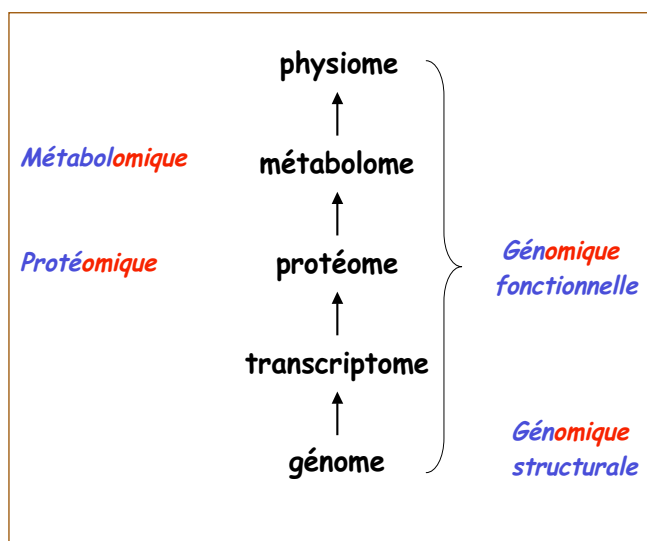 physiome
Métabolomique
métabolome
Protéomique
protéome
Génomique
fonctionnelle
transcriptome
génome
Génomique
structurale